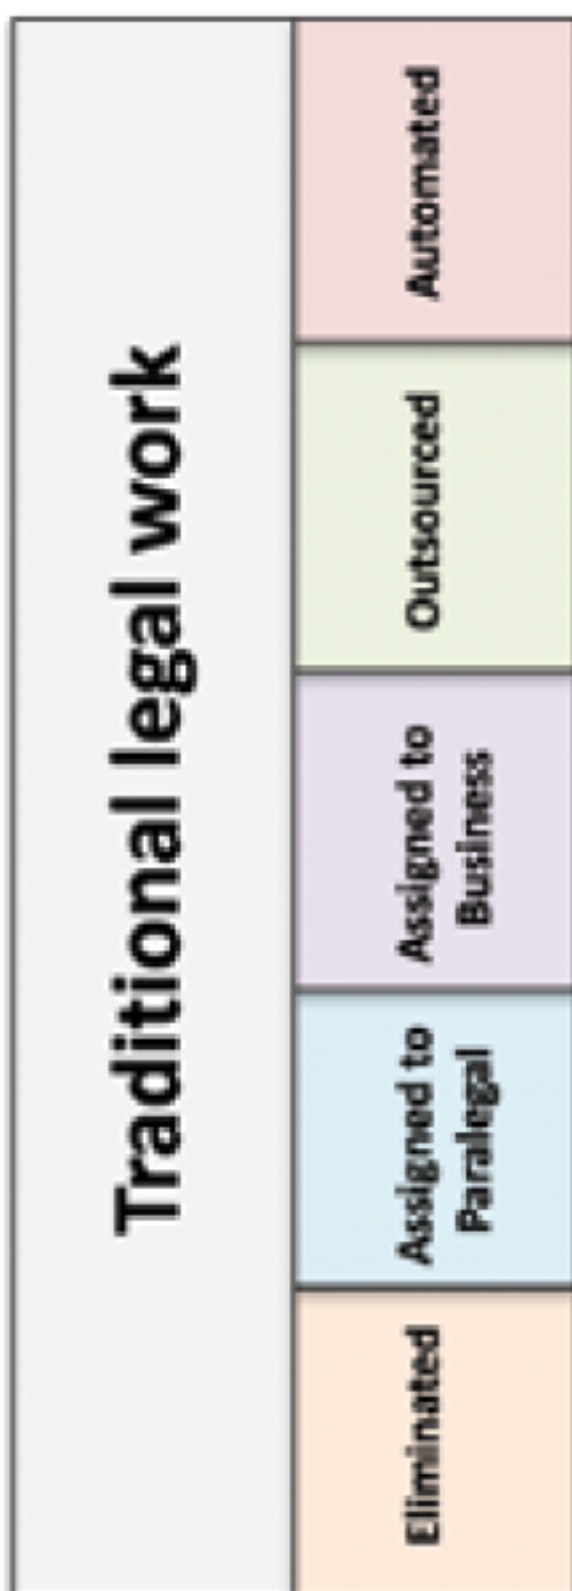 Traditional legal work
Eliminated
Assigned to
Paralegal
Assigned to
Business
Outsourced
Automated